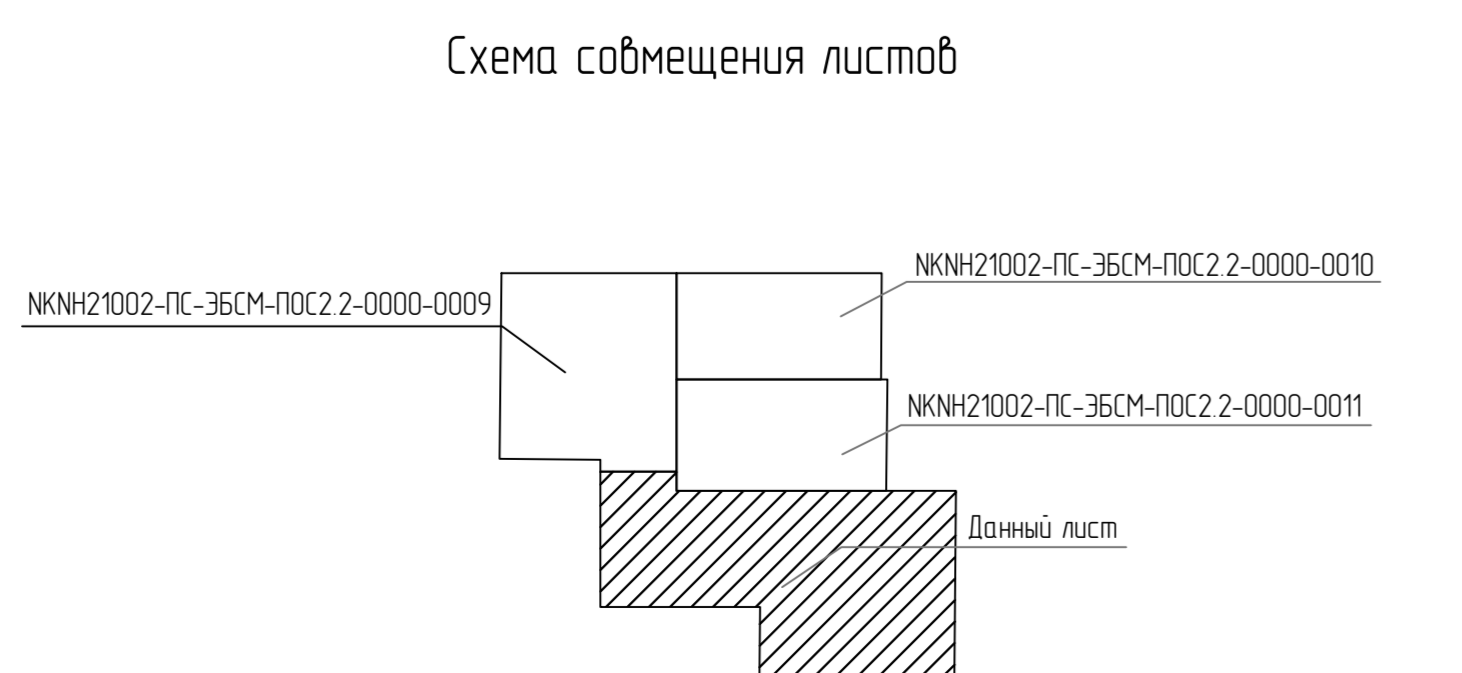 Схема совмещения листов
NKNH21002-ПС-ЭБСМ-ПОС2.2-0000-0010
NKNH21002-ПС-ЭБСМ-ПОС2.2-0000-0009
NKNH21002-ПС-ЭБСМ-ПОС2.2-0000-0011
Данный лист